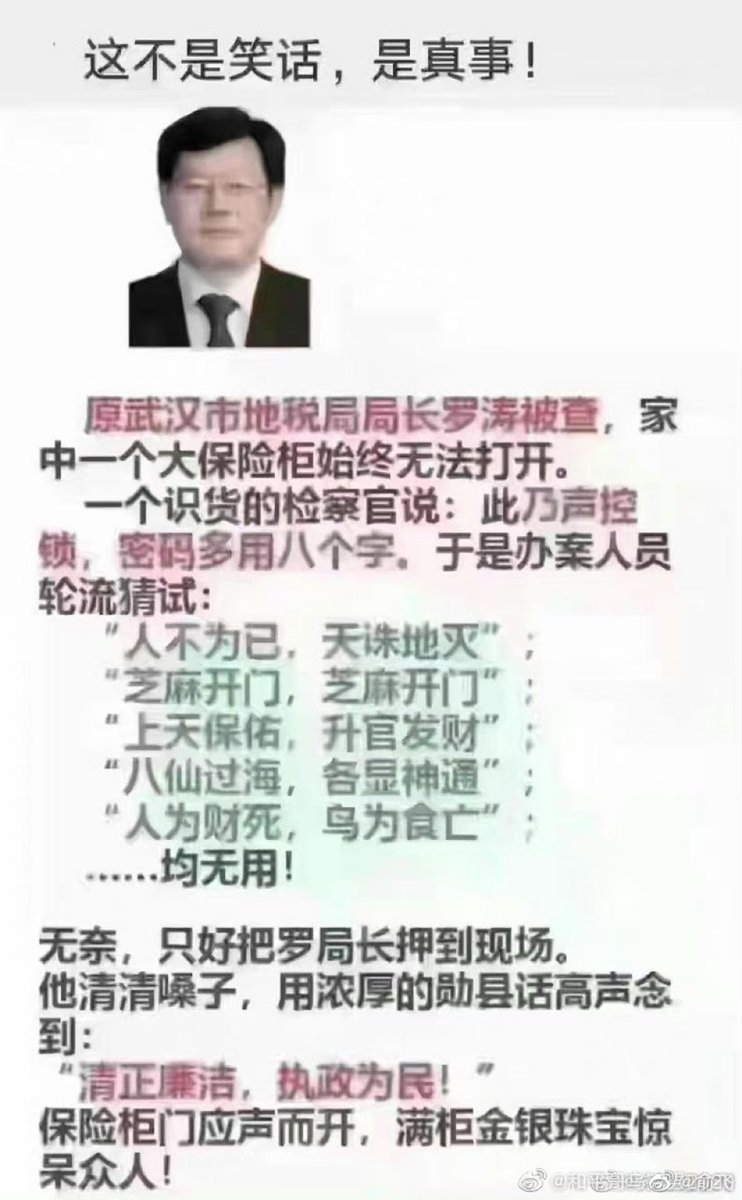 这不是笑话，是真事！
原武汉市地税局局长罗涛被查，家
中一个大保险柜始终无法打开。
一个识货的检察官说：此乃声控
锁，密码多用八个字。于是办案人员
轮流猜试：
“人不为已，天诛地灭”；
“芝麻开门，芝麻开门”；
“上天保佑，升官发财”；
“八仙过海，各显神通”；
“人为财死，鸟为食亡”；
……均无用！
无奈，只好把罗局长押到现场。
他清清嗓子，用浓厚的勋县话高声念
到：
“清正廉洁，执政为民！”
保险柜门应声而开，满柜金银珠宝惊
呆众人！